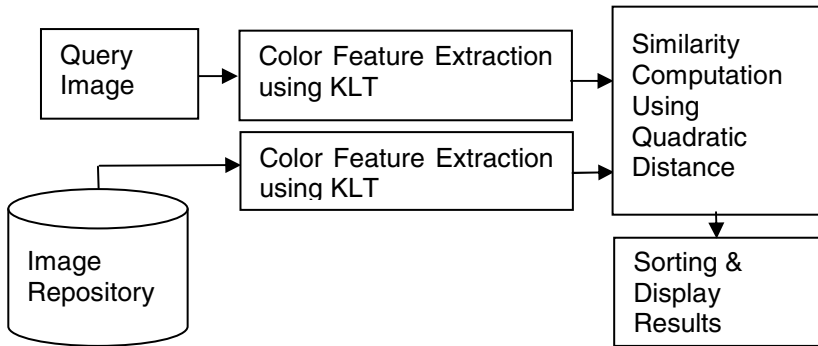 Query
Image
Color Feature Extraction
using KLT
Similarity
Computation
Using
Quadratic
Distance
Color Feature Extraction
using KLT
Image
Repository
Sorting &
Display
Results